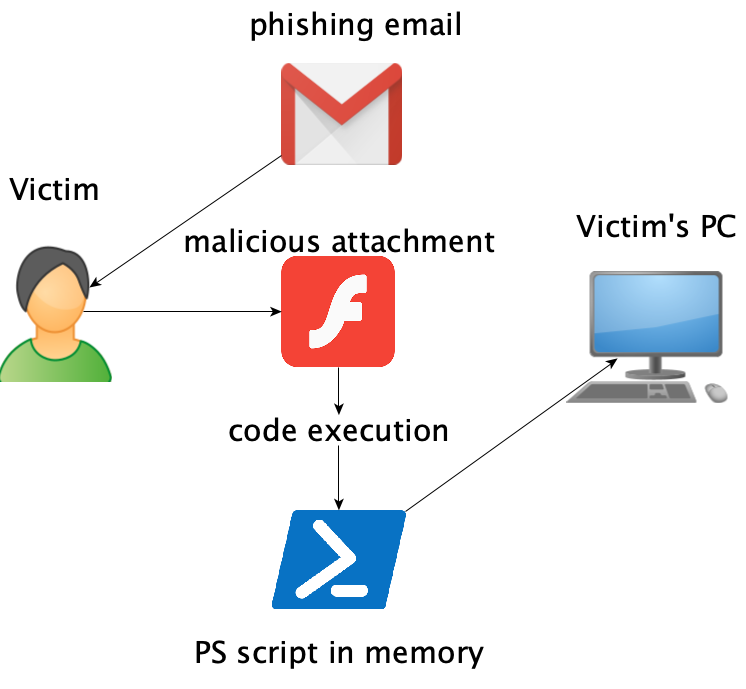 phishing email
Victim
malicious attachment
Victim's PC
code execution
PS script in memory